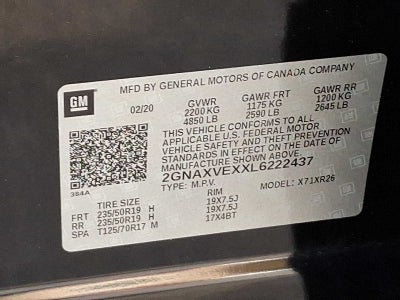 GM
MFD BY GENERAL MOTORS OF CANADA COMPANY
02/20 GVWR GAWR FRT GAWR RR
2200 KG 1175 KG 1200 KG
4850 LB 2590 LB 2645 LB
THIS VEHICLE CONFORMS TO ALL
APPLICABLE U.S. FEDERAL MOTOR
VEHICLE SAFETY AND THEFT PREVENTION
STANDARDS IN EFFECT ON THE DATE OF
MANUFACTURE SHOWN ABOVE.
2GNAXVEXXL6222437
TYPE: M.P.V. MODEL: X71XR26
384A
TIRE SIZE RIM
FRT 235/50R19 H 19X7.5J
RR 235/50R19 H 19X7.5J
SPA T125/70R17 M 17X4BT